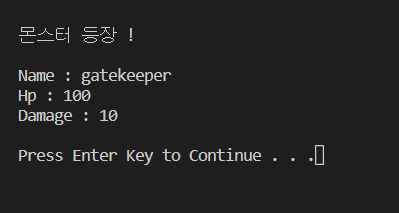 몬스터 등장 !
Name : gatekeeper
Hp : 100
Damage : 10
Press Enter Key to Continue . . .